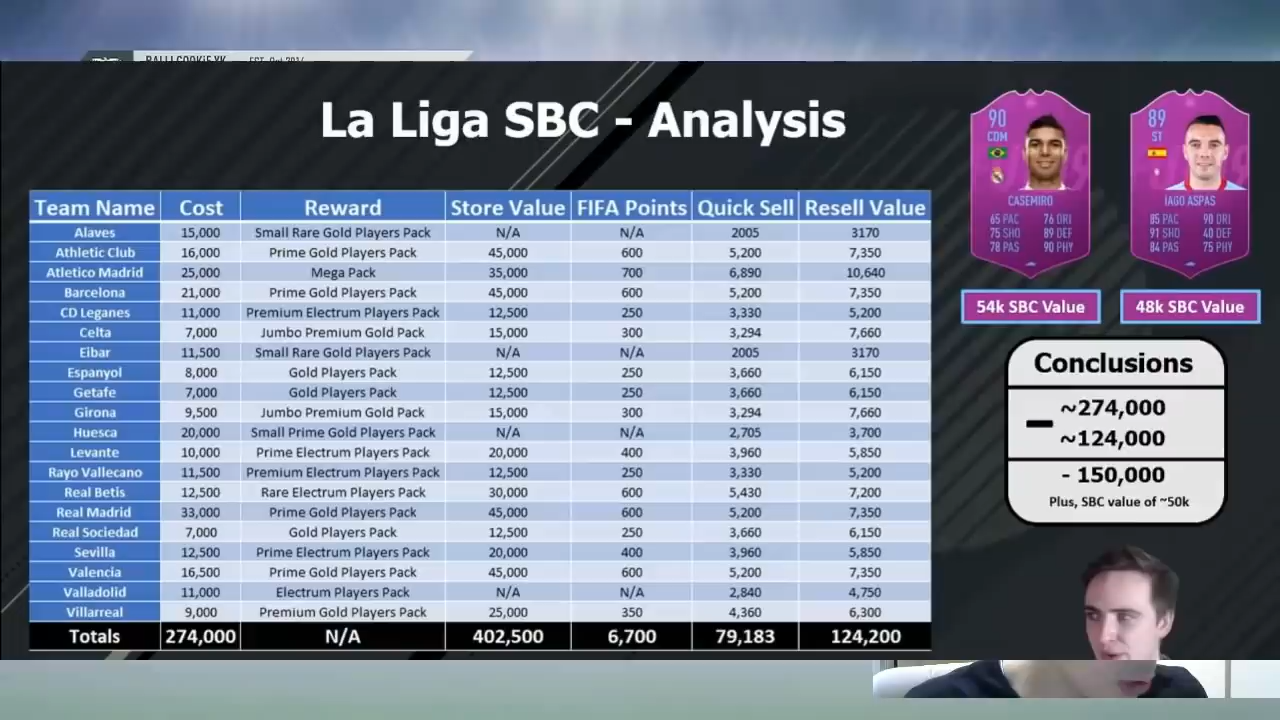 BALLLCOOKiE YK EST. Oct 2014
La Liga SBC - Analysis
Team Name Cost Reward Store Value FIFA Points Quick Sell Resell Value
Alaves 15,000 Small Rare Gold Players Pack N/A N/A 2005 3170
Athletic Club 16,000 Prime Gold Players Pack 45,000 600 5,200 7,350
Atletico Madrid 25,000 Mega Pack 35,000 700 6,890 10,640
Barcelona 21,000 Prime Gold Players Pack 45,000 600 5,200 7,350
CD Leganes 11,000 Premium Electrum Players Pack 12,500 250 3,330 5,200
Celta 7,000 Jumbo Premium Gold Pack 15,000 300 3,294 7,660
Eibar 11,500 Small Rare Gold Players Pack N/A N/A 2005 3170
Espanyol 8,000 Gold Players Pack 12,500 250 3,660 6,150
Getafe 7,000 Gold Players Pack 12,500 250 3,660 6,150
Girona 9,500 Jumbo Premium Gold Pack 15,000 300 3,294 7,660
Huesca 20,000 Small Prime Gold Players Pack N/A N/A 2,705 3,700
Levante 10,000 Prime Electrum Players Pack 20,000 400 3,960 5,850
Rayo Vallecano 11,500 Premium Electrum Players Pack 12,500 250 3,330 5,200
Real Betis 12,500 Rare Electrum Players Pack 30,000 600 5,430 7,200
Real Madrid 33,000 Prime Gold Players Pack 45,000 600 5,200 7,350
Real Sociedad 7,000 Gold Players Pack 12,500 250 3,660 6,150
Sevilla 12,500 Prime Electrum Players Pack 20,000 400 3,960 5,850
Valencia 16,500 Prime Gold Players Pack 45,000 600 5,200 7,350
Valladolid 11,000 Electrum Players Pack N/A N/A 2,840 4,750
Villarreal 9,000 Premium Gold Players Pack 25,000 350 4,360 6,300
Totals 274,000 N/A 402,500 6,700 79,183 124,200
90
CDM
CASEMIRO
65 PAC 76 DRI
75 SHO 89 DEF
78 PAS 90 PHY
54k SBC Value
89
ST
IAGO ASPAS
85 PAC 90 DRI
91 SHO 40 DEF
84 PAS 75 PHY
48k SBC Value
Conclusions
~274,000
- ~124,000
- 150,000
Plus, SBC value of ~50k